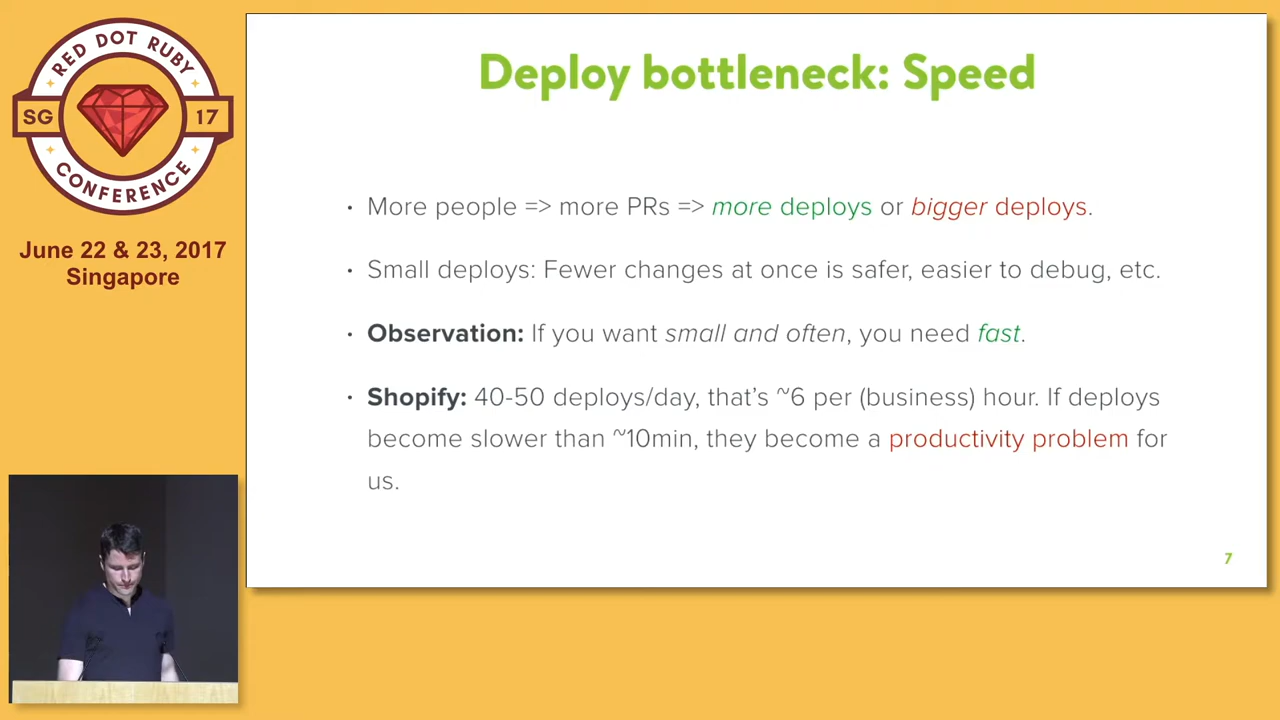 RED DOT RUBY
SG 17
CONFERENCE
June 22 & 23, 2017
Singapore
Deploy bottleneck: Speed
• More people => more PRs => more deploys or bigger deploys.
• Small deploys: Fewer changes at once is safer, easier to debug, etc.
• Observation: If you want small and often, you need fast.
• Shopify: 40-50 deploys/day, that's ~6 per (business) hour. If deploys
become slower than ~10min, they become a productivity problem for
us.
7